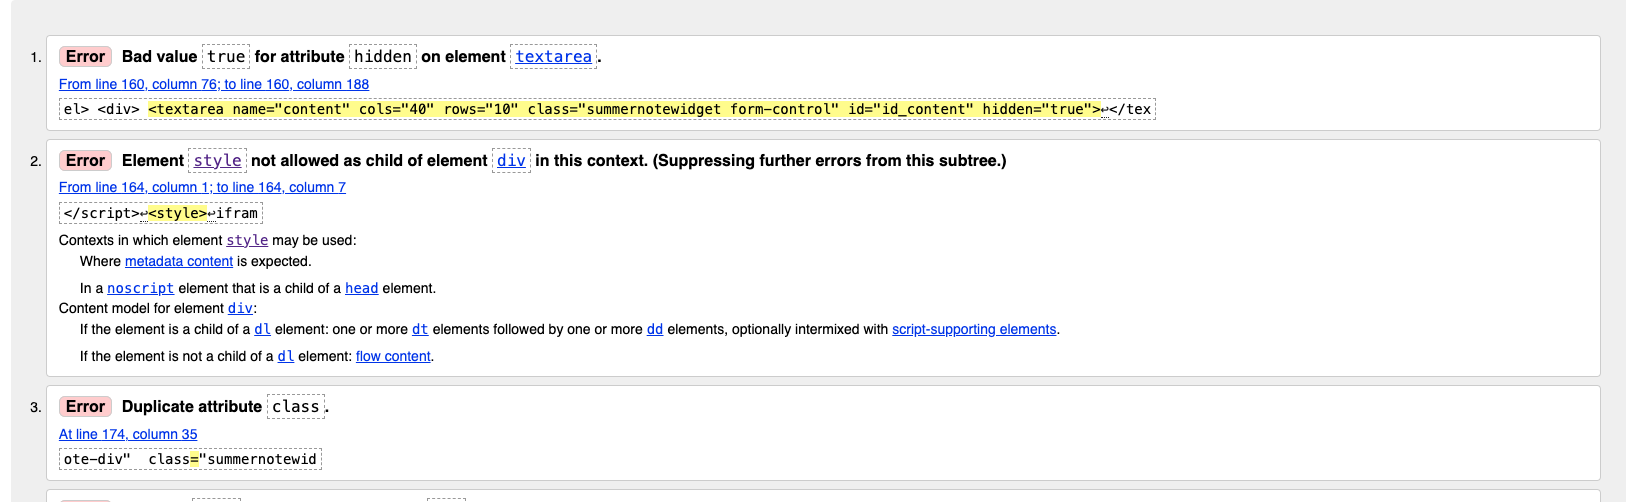 1. Error Bad value true for attribute hidden on element textarea.
From line 160, column 76; to line 160, column 188
el> <div> <textarea name="content" cols="40" rows="10" class="summernotewidget form-control" id="id_content" hidden="true">↩</tex
2. Error Element style not allowed as child of element div in this context. (Suppressing further errors from this subtree.)
From line 164, column 1; to line 164, column 7
</script>↩<style>↩ifram
Contexts in which element style may be used:
Where metadata content is expected.
In a noscript element that is a child of a head element.
Content model for element div:
If the element is a child of a dl element: one or more dt elements followed by one or more dd elements, optionally intermixed with script-supporting elements.
If the element is not a child of a dl element: flow content.
3. Error Duplicate attribute class.
At line 174, column 35
ote-div"  class="summernotewid